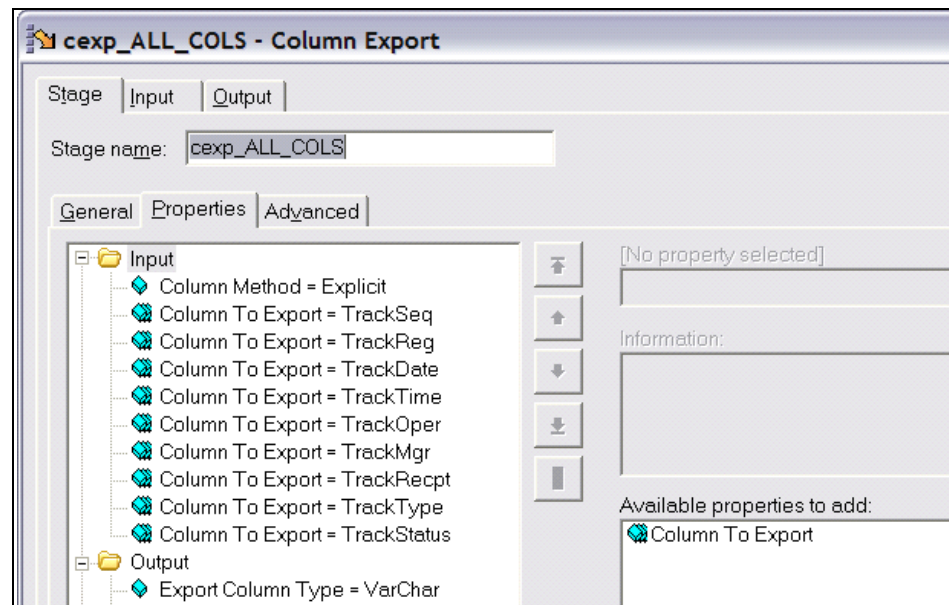 cexp_ALL_COLS - Column Export
Stage Input Output
Stage name: cexp_ALL_COLS
General Properties Advanced
Input
Column Method = Explicit
Column To Export = TrackSeq
Column To Export = TrackReg
Column To Export = TrackDate
Column To Export = TrackTime
Column To Export = TrackOper
Column To Export = TrackMgr
Column To Export = TrackRecpt
Column To Export = TrackType
Column To Export = TrackStatus
Output
Export Column Type = VarChar
[No property selected]
Information:
Available properties to add:
Column To Export